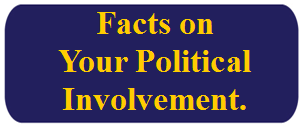 Facts on
Your Political
Involvement.